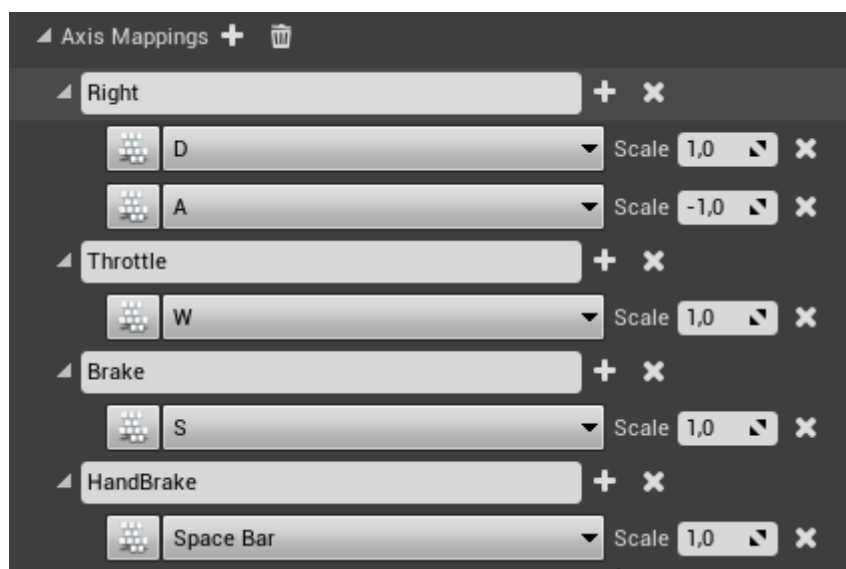 Axis Mappings
Right
D Scale 1,0
A Scale -1,0
Throttle
W Scale 1,0
Brake
S Scale 1,0
HandBrake
Space Bar Scale 1,0